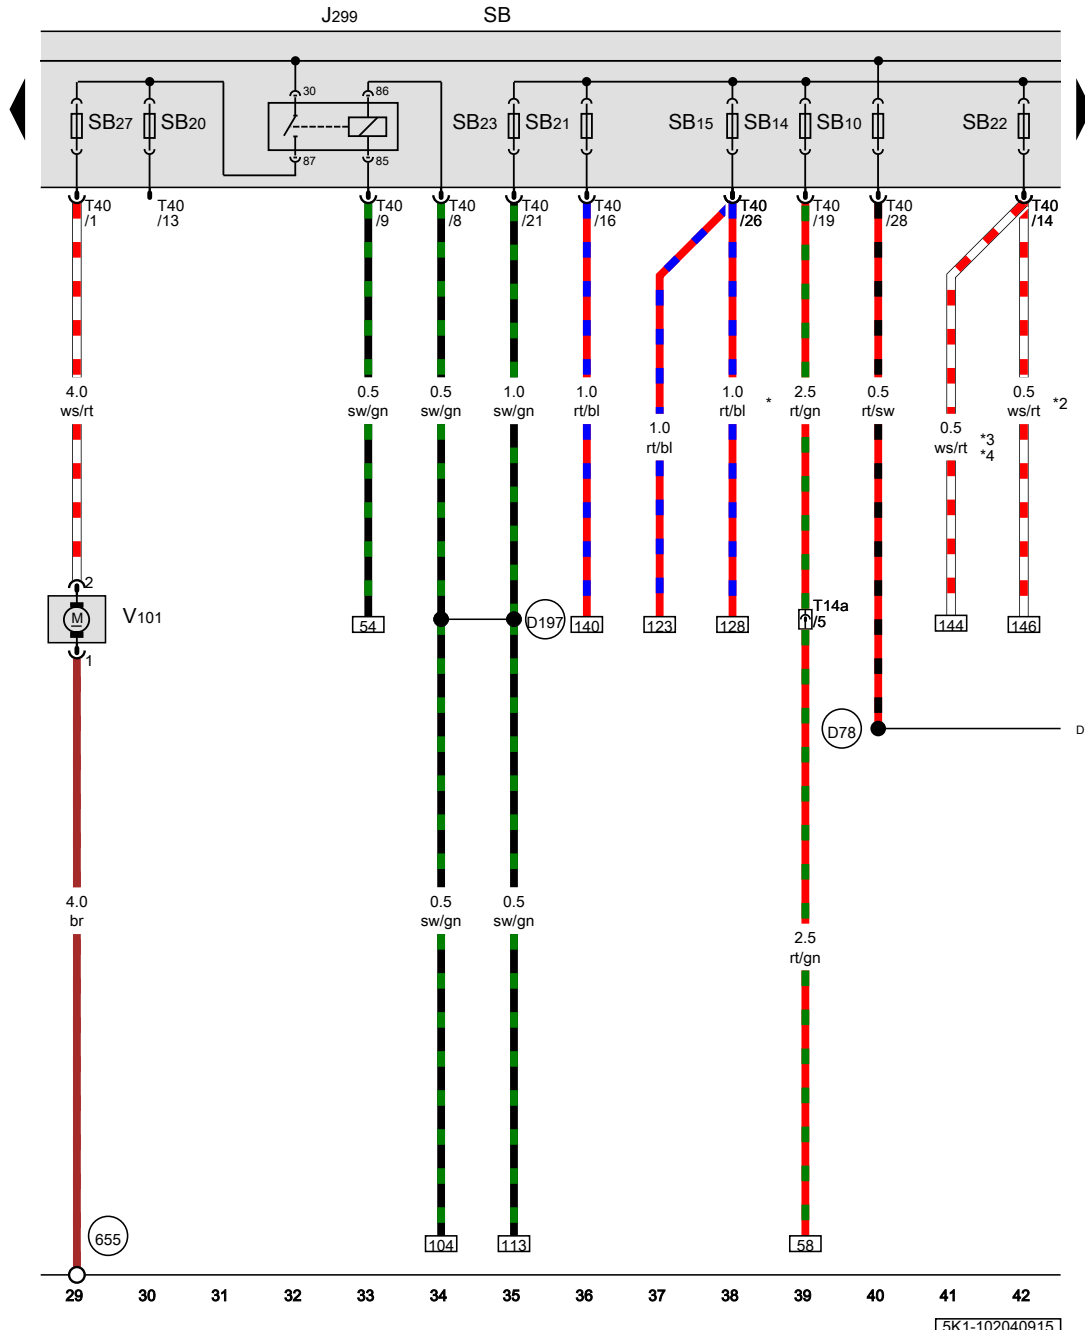 J299 SB
30 86
SB27 SB20 SB23 SB21 SB15 SB14 SB10 SB22
87 85
T40 T40 T40 T40 T40 T40 T40 T40 T40 T40
/1 /13 /9 /8 /21 /16 /26 /19 /28 /14
4.0 0.5 0.5 1.0 1.0 1.0 2.5 0.5 0.5
ws/rt sw/gn sw/gn sw/gn rt/bl rt/bl * rt/gn rt/sw ws/rt *2
1.0 0.5 *3
rt/bl ws/rt *4
2
M V101
T14a
/5
54 D197 140 123 128 144 146
1
D78 D
4.0 0.5 0.5
br sw/gn sw/gn
2.5
rt/gn
655
104 113 58
29 30 31 32 33 34 35 36 37 38 39 40 41 42
5K1-102040915